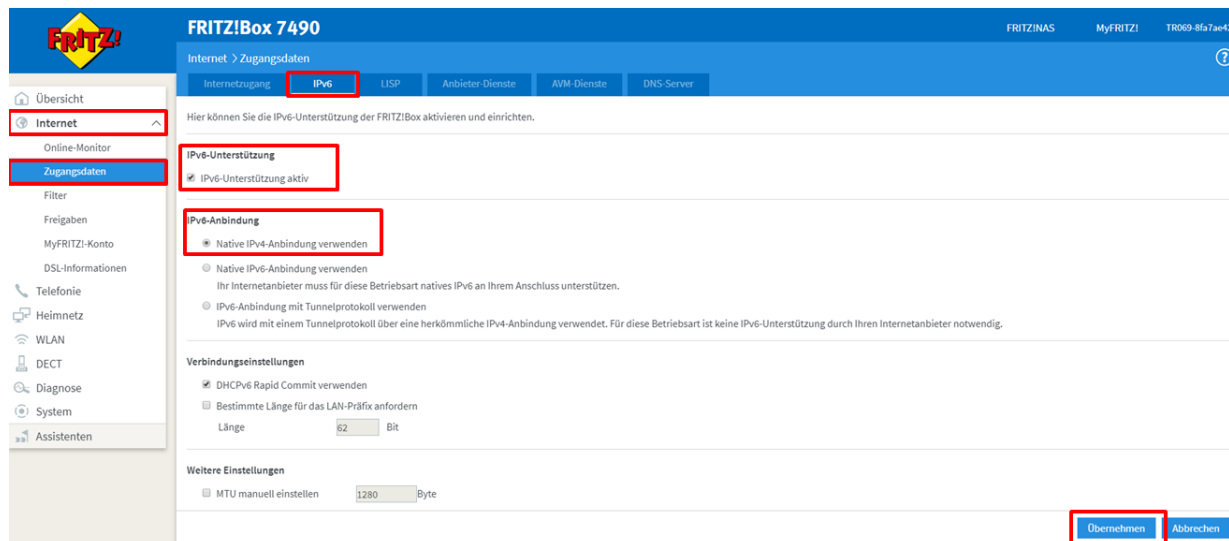 FRITZ!
FRITZ!Box 7490
FRITZ!NAS
MyFRITZ!
TR069-8fa7ae4
Internet > Zugangsdaten
?
Internetzugang
IPv6
LISP
Anbieter-Dienste
AVM-Dienste
DNS-Server
Übersicht
Internet
Online-Monitor
Zugangsdaten
Filter
Freigaben
MyFRITZ!-Konto
DSL-Informationen
Telefonie
Heimnetz
WLAN
DECT
Diagnose
System
Assistenten
Hier können Sie die IPv6-Unterstützung der FRITZ!Box aktivieren und einrichten.
IPv6-Unterstützung
IPv6-Unterstützung aktiv
IPv6-Anbindung
Native IPv4-Anbindung verwenden
Native IPv6-Anbindung verwenden
Ihr Internetanbieter muss für diese Betriebsart natives IPv6 an Ihrem Anschluss unterstützen.
IPv6-Anbindung mit Tunnelprotokoll verwenden
IPv6 wird mit einem Tunnelprotokoll über eine herkömmliche IPv4-Anbindung verwendet. Für diese Betriebsart ist keine IPv6-Unterstützung durch Ihren Internetanbieter notwendig.
Verbindungseinstellungen
DHCPv6 Rapid Commit verwenden
Bestimmte Länge für das LAN-Präfix anfordern
Länge 62 Bit
Weitere Einstellungen
MTU manuell einstellen 1280 Byte
Übernehmen
Abbrechen